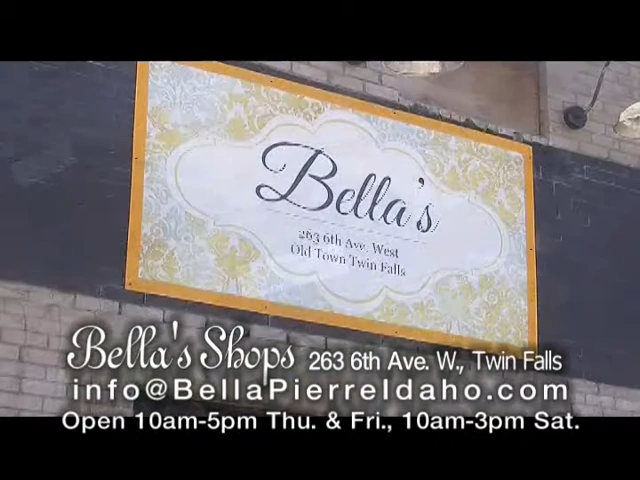 Bella's
263 6th Ave. West
Old Town Twin Falls
Bella's Shops 263 6th Ave. W., Twin Falls
info@BellaPierreIdaho.com
Open 10am-5pm Thu. & Fri., 10am-3pm Sat.